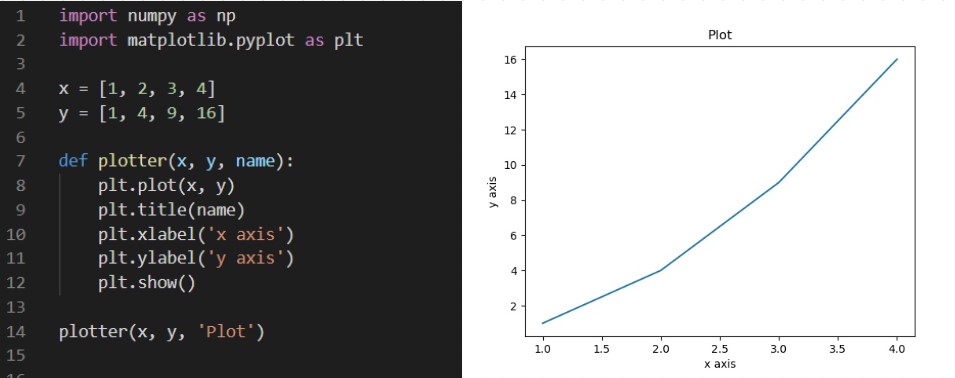 1 import numpy as np
2 import matplotlib.pyplot as plt
3
4 x = [1, 2, 3, 4]
5 y = [1, 4, 9, 16]
6
7 def plotter(x, y, name):
8     plt.plot(x, y)
9     plt.title(name)
10     plt.xlabel('x axis')
11     plt.ylabel('y axis')
12     plt.show()
13
14 plotter(x, y, 'Plot')
15
16
Plot
16
14
12
10
8
6
4
2
y axis
1.0 1.5 2.0 2.5 3.0 3.5 4.0
x axis